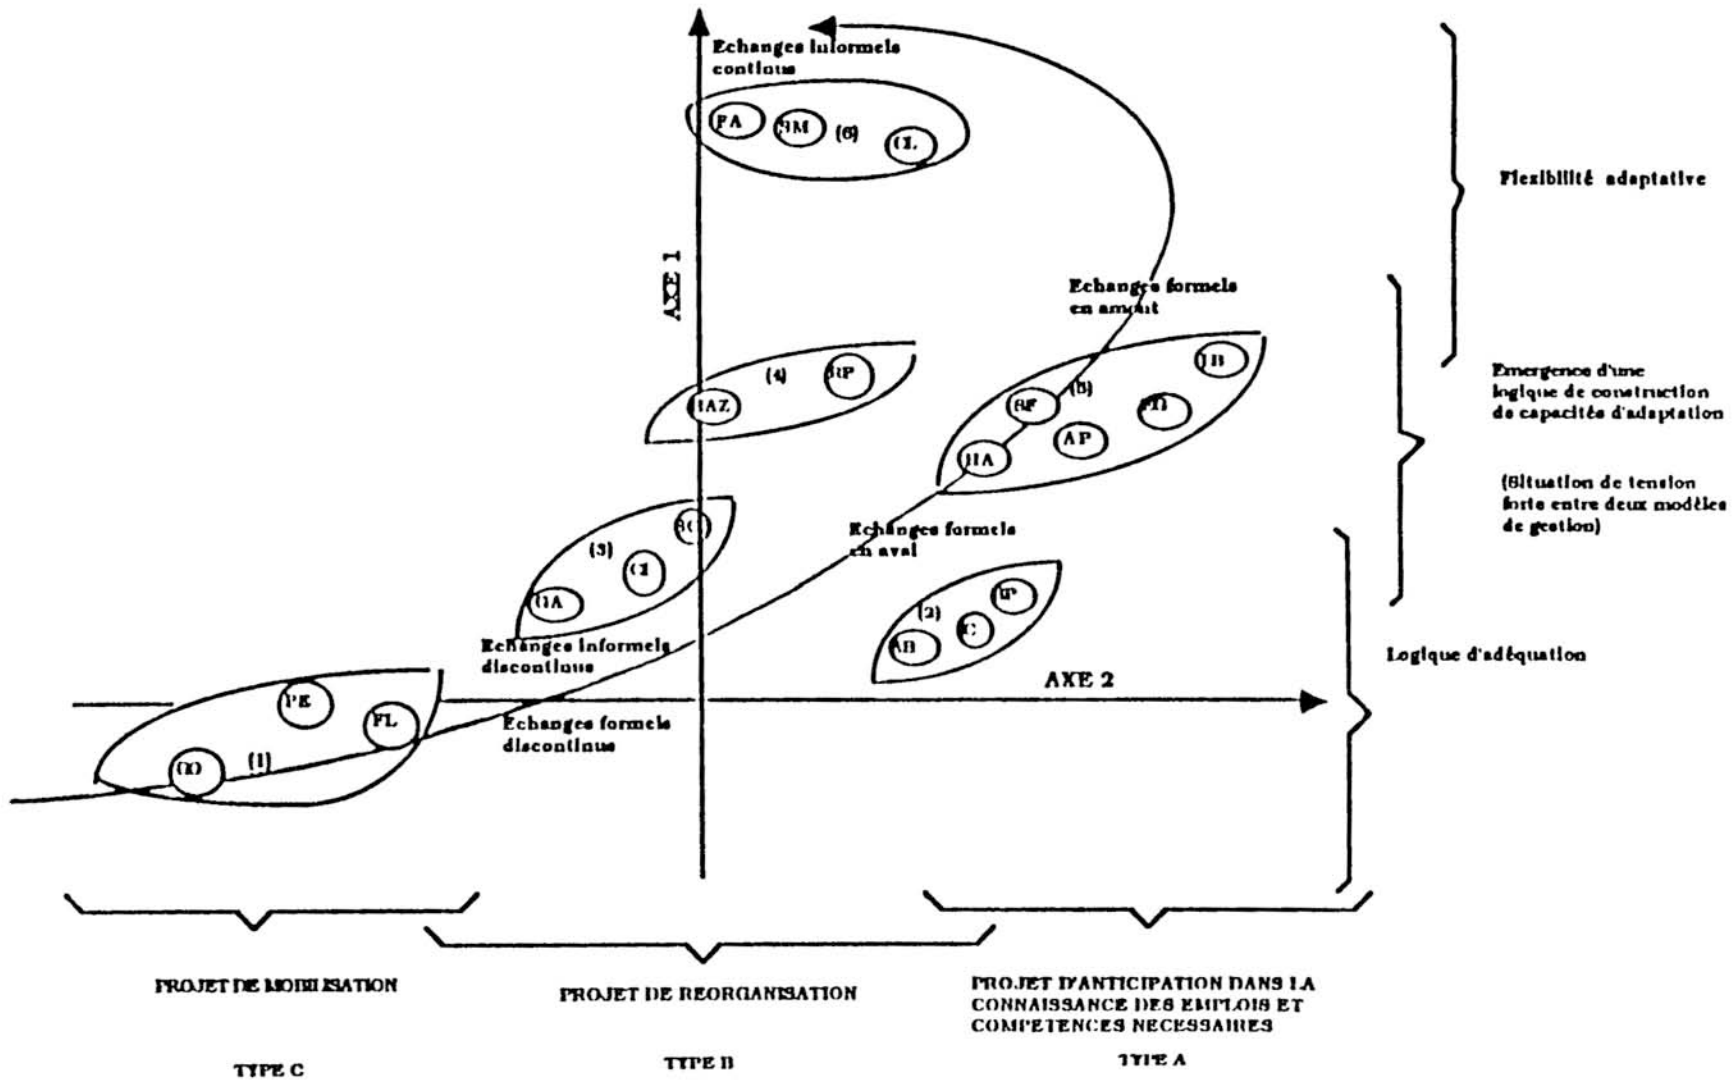 Echanges informels
continus
FA
(6)
CL
Flexibilité adaptative
AXE 1
Echanges formels
en amont
(4)
(5)
AP
Emergence d'une
logique de construction
de capacités d'adaptation
(Situation de tension
forte entre deux modèles
de gestion)
(3)
Echanges formels
en aval
(2)
Echanges informels
discontinus
Logique d'adéquation
AXE 2
PE
FL
(1)
Echanges formels
discontinus
PROJET DE MOBILISATION
PROJET DE REORGANISATION
PROJET D'ANTICIPATION DANS LA
CONNAISSANCE DES EMPLOIS ET
COMPETENCES NECESSAIRES
TYPE C
TYPE B
TYPE A